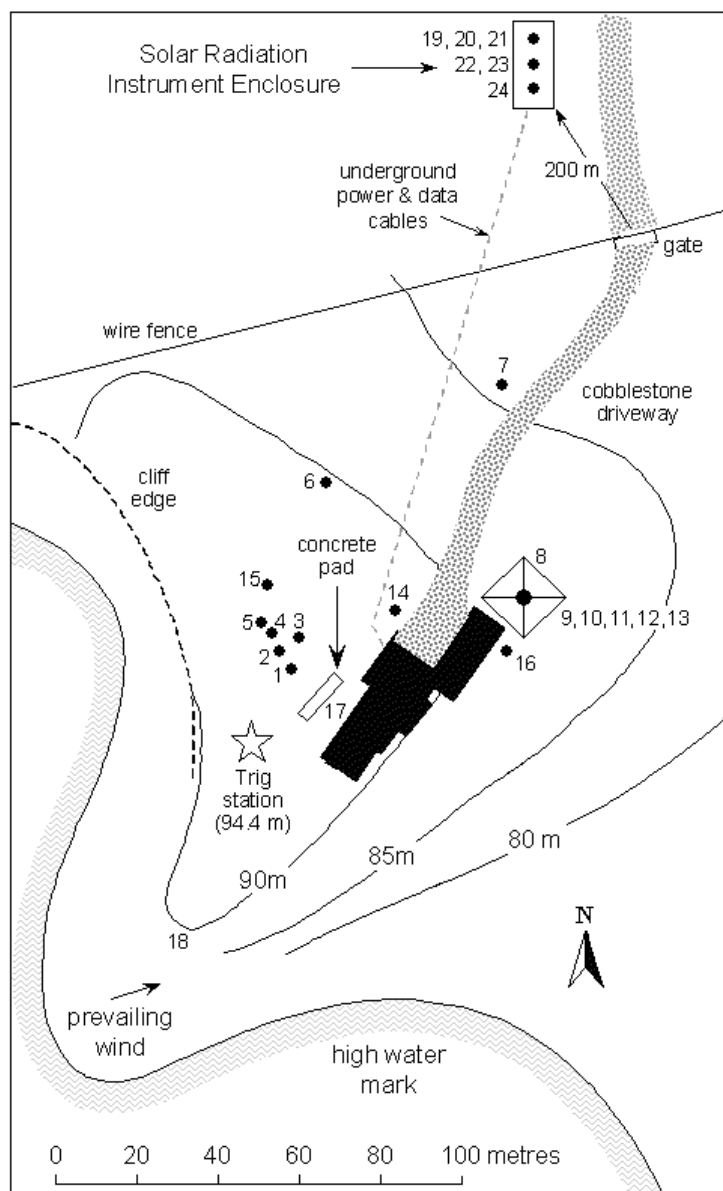 Solar Radiation
Instrument Enclosure
19, 20, 21
22, 23
24
200 m
underground
power & data
cables
gate
wire fence
7
cobblestone
driveway
cliff
edge
6
concrete
pad
8
15
14
9, 10, 11, 12, 13
5
4
3
2
1
16
17
Trig
station
(94.4 m)
80 m
85m
90m
18
N
prevailing
wind
high water
mark
0
20
40
60
80
100 metres